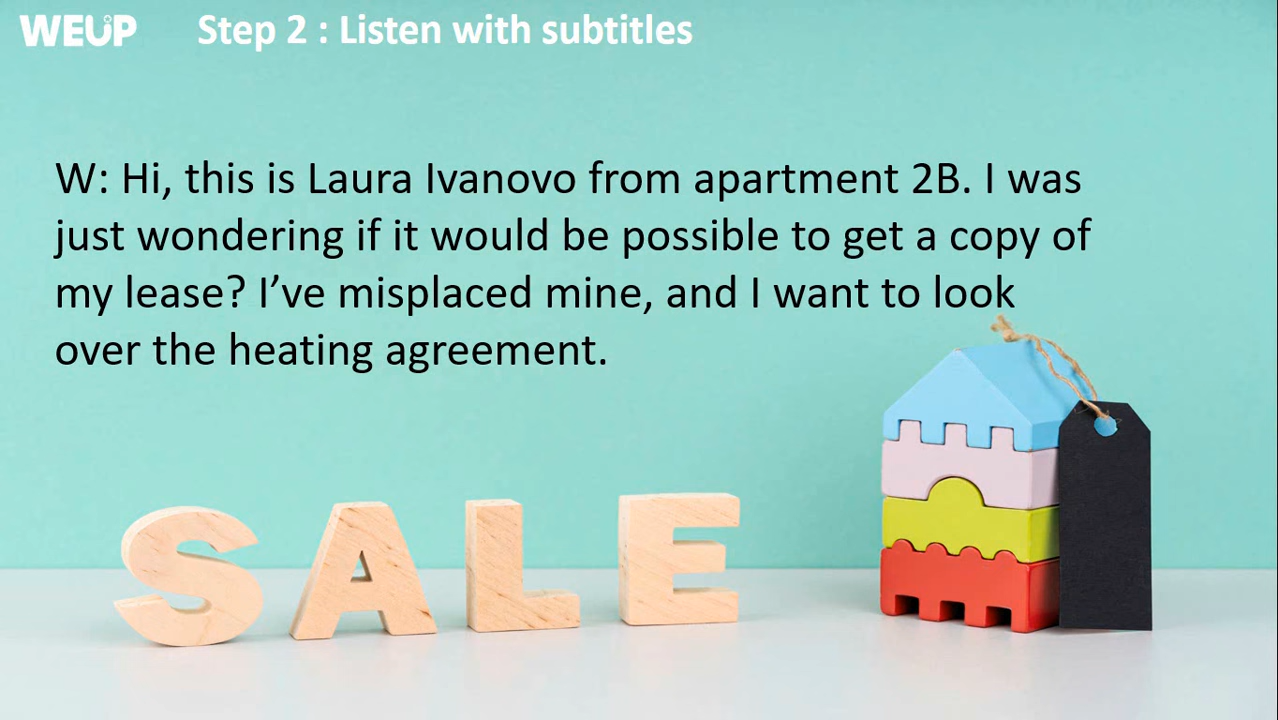 WEUP Step 2 : Listen with subtitles
W: Hi, this is Laura Ivanovo from apartment 2B. I was
just wondering if it would be possible to get a copy of
my lease? I’ve misplaced mine, and I want to look
over the heating agreement.
SALE